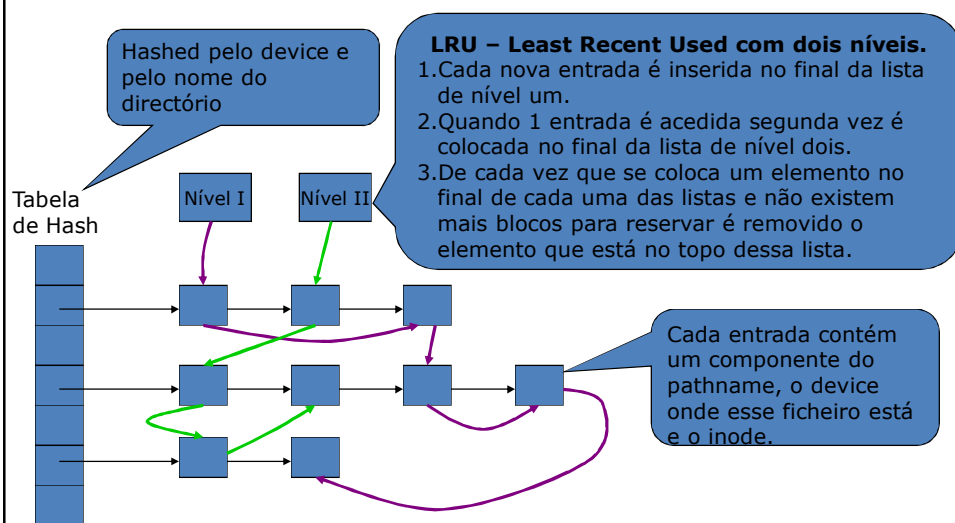 Hashed pelo device e
pelo nome do
directório
LRU – Least Recent Used com dois níveis.
1.Cada nova entrada é inserida no final da lista
de nível um.
2.Quando 1 entrada é acedida segunda vez é
colocada no final da lista de nível dois.
3.De cada vez que se coloca um elemento no
final de cada uma das listas e não existem
mais blocos para reservar é removido o
elemento que está no topo dessa lista.
Tabela
de Hash
Nível I
Nível II
Cada entrada contém
um componente do
pathname, o device
onde esse ficheiro está
e o inode.